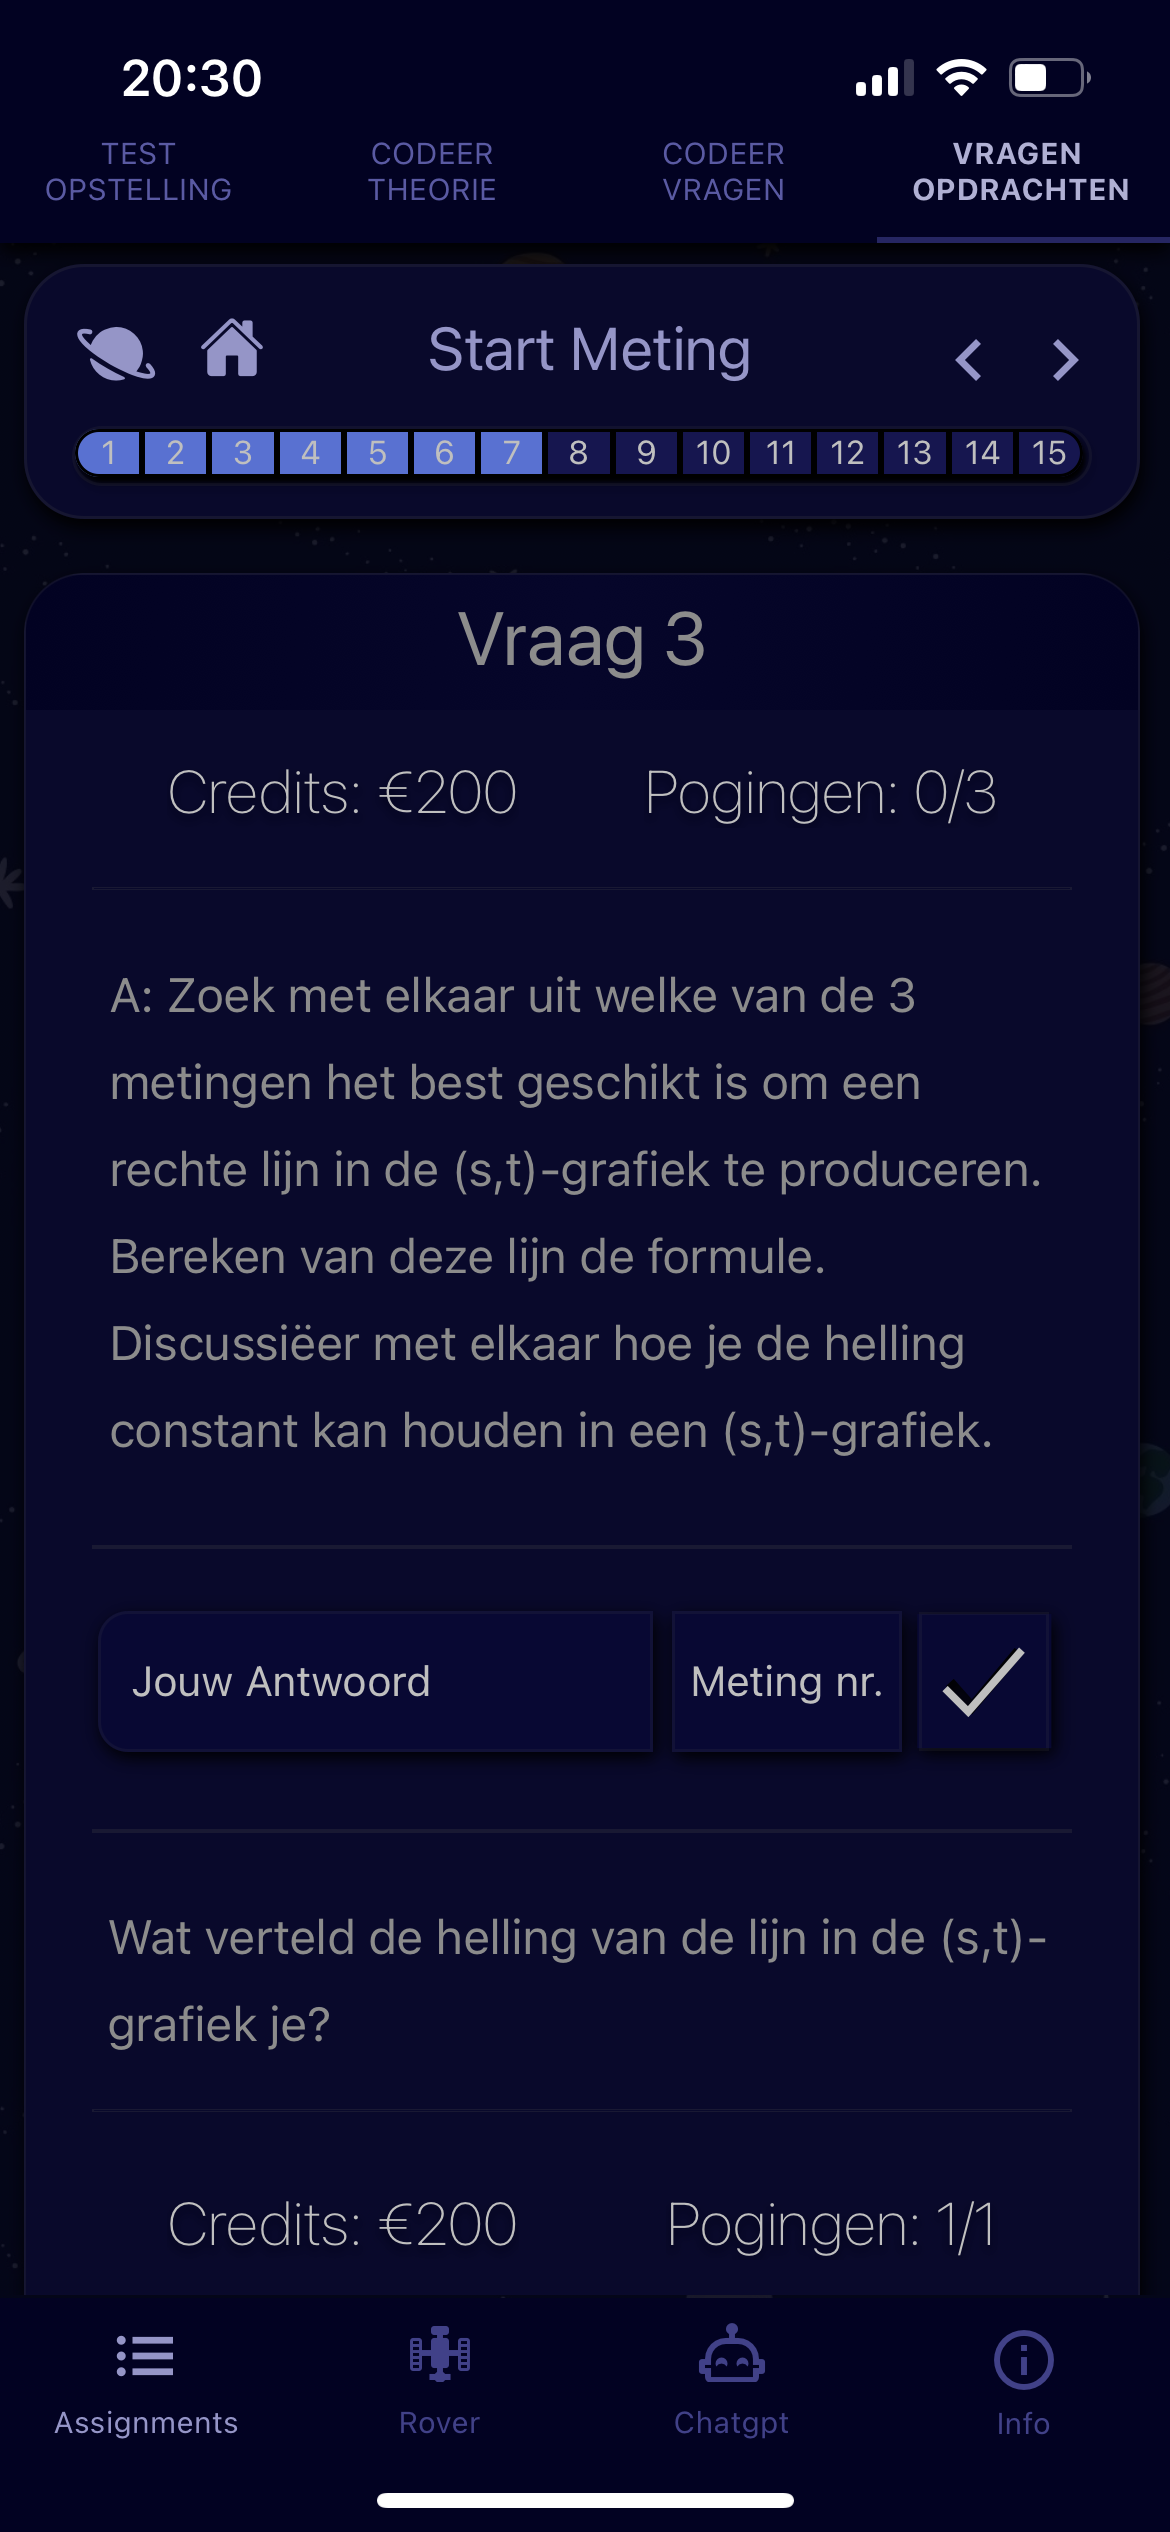 20:30
TEST OPSTELLING
CODEER THEORIE
CODEER VRAGEN
VRAGEN OPDRACHTEN
Start Meting
1 2 3 4 5 6 7 8 9 10 11 12 13 14 15
Vraag 3
Credits: €200 Pogingen: 0/3
A: Zoek met elkaar uit welke van de 3
metingen het best geschikt is om een
rechte lijn in de (s,t)-grafiek te produceren.
Bereken van deze lijn de formule.
Discussiëer met elkaar hoe je de helling
constant kan houden in een (s,t)-grafiek.
Jouw Antwoord Meting nr.
Wat verteld de helling van de lijn in de (s,t)-
grafiek je?
Credits: €200 Pogingen: 1/1
Assignments Rover Chatgpt Info